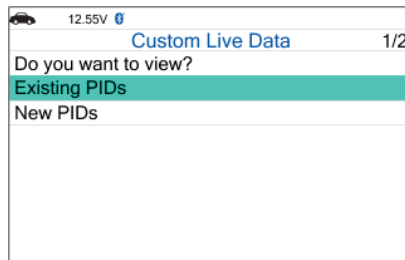 12.55V
Custom Live Data 1/2
Do you want to view?
Existing PIDs
New PIDs